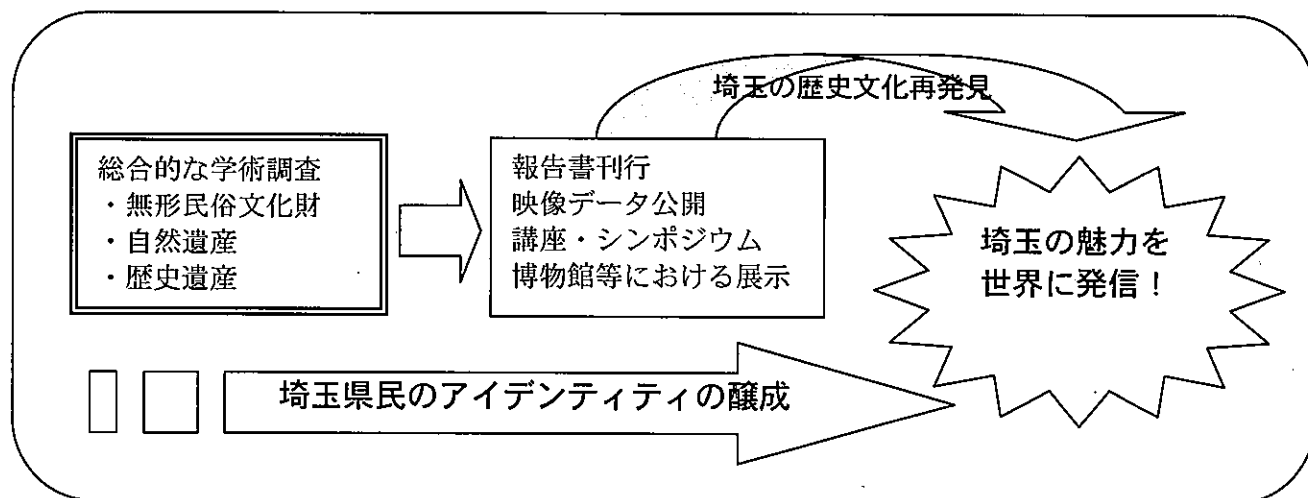 埼玉の歴史文化再発見
総合的な学術調査
・無形民俗文化財
・自然遺産
・歴史遺産
報告書刊行
映像データ公開
講座・シンポジウム
博物館等における展示
埼玉の魅力を
世界に発信！
埼玉県民のアイデンティティの醸成